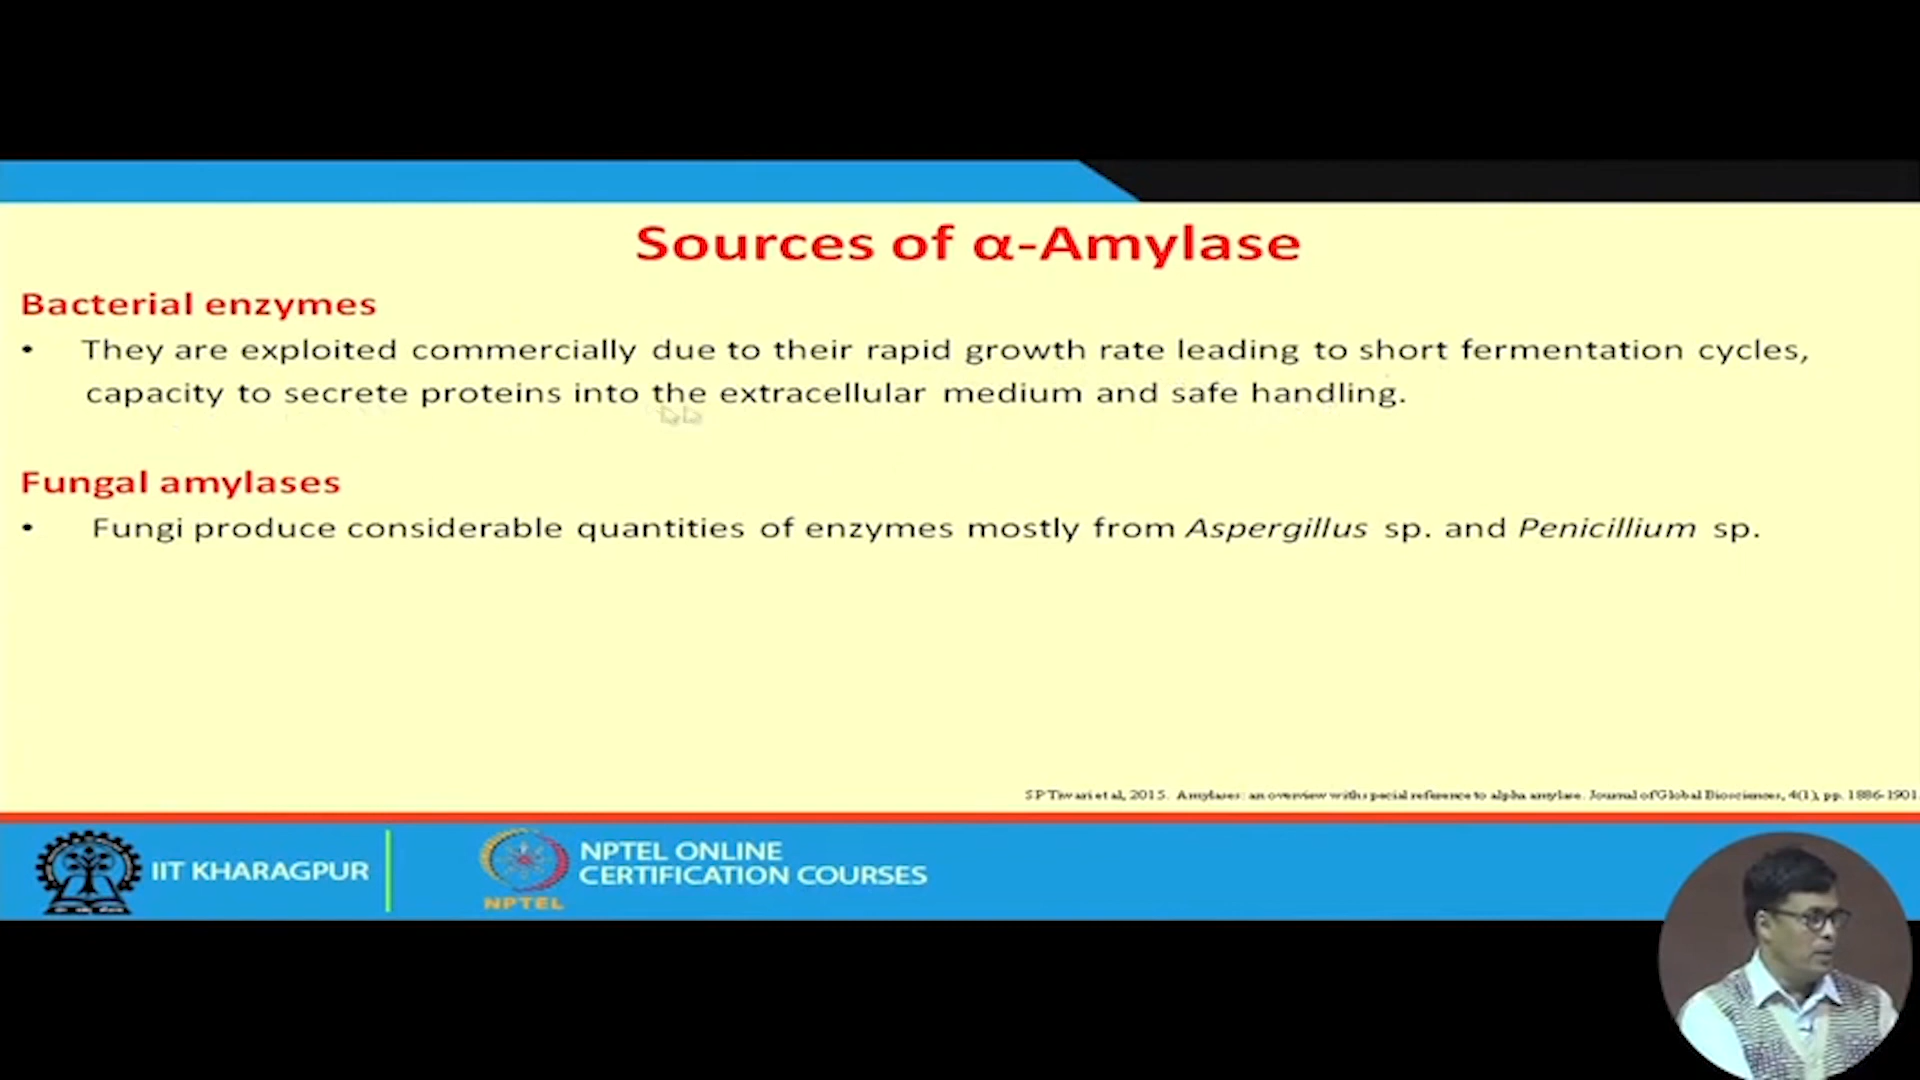 Sources of α-Amylase
Bacterial enzymes
• They are exploited commercially due to their rapid growth rate leading to short fermentation cycles,
capacity to secrete proteins into the extracellular medium and safe handling.
Fungal amylases
• Fungi produce considerable quantities of enzymes mostly from Aspergillus sp. and Penicillium sp.
S P Tiwari et al, 2015. Amylases: an overview with special reference to alpha amylase. Journal of Global Biosciences, 4(1), pp. 1886-1901.
IIT KHARAGPUR
NPTEL
NPTEL ONLINE
CERTIFICATION COURSES